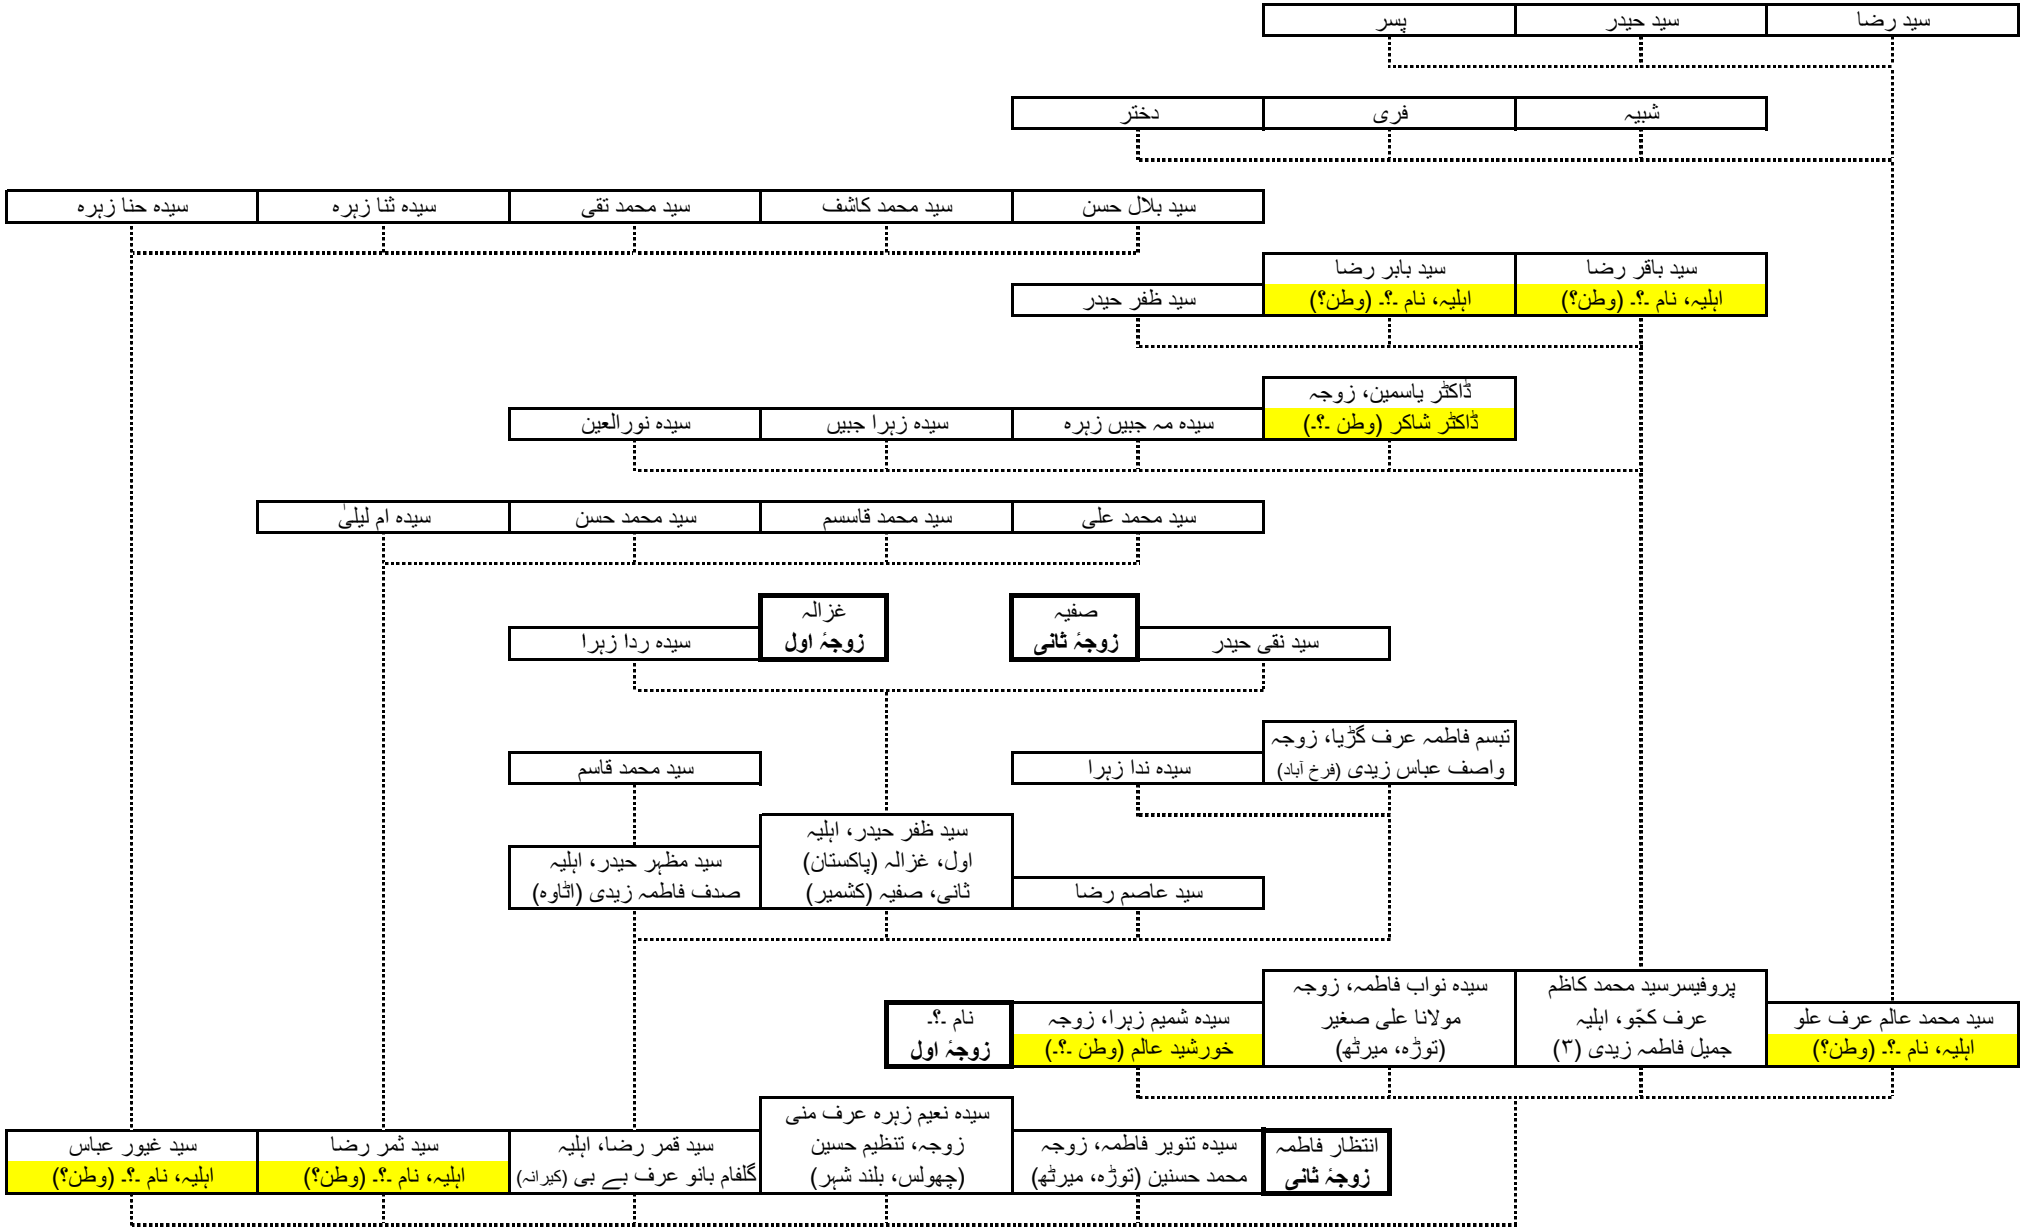 سید رضا
سید حیدر
پسر
شبیہ
فری
دختر
سید بلال حسن
سید محمد کاشف
سید محمد تقی
سیدہ ثنا زہرہ
سیدہ حنا زہرہ
سید باقر رضا
اہلیہ، نام ۔؟۔ (وطن؟)
سید بابر رضا
اہلیہ، نام ۔؟۔ (وطن؟)
سید ظفر حیدر
ڈاکٹر یاسمین، زوجہ
ڈاکٹر شاکر (وطن ۔؟۔)
سیدہ مہ جبیں زہرہ
سیدہ زہرا جبیں
سیدہ نورالعین
سید محمد علی
سید محمد قاسسم
سید محمد حسن
سیدہ ام لیلیٰ
سید نقی حیدر
صفیہ
زوجۂ ثانی
غزالہ
زوجۂ اول
سیدہ ردا زہرا
تبسم فاطمہ عرف گڑیا، زوجہ
واصف عباس زیدی (فرخ آباد)
سیدہ ندا زہرا
سید محمد قاسم
سید عاصم رضا
سید ظفر حیدر، اہلیہ
اول، غزالہ (پاکستان)
ثانی، صفیہ (کشمیر)
سید مظہر حیدر، اہلیہ
صدف فاطمہ زیدی (اٹاوہ)
سید محمد عالم عرف علو
اہلیہ، نام ۔؟۔ (وطن؟)
پروفیسرسید محمد کاظم
عرف کجّو، اہلیہ
جمیل فاطمہ زیدی (۳)
سیدہ نواب فاطمہ، زوجہ
مولانا علی صغیر
(توڑہ، میرٹھ)
سیدہ شمیم زہرا، زوجہ
خورشید عالم (وطن ۔؟۔)
نام ۔؟۔
زوجۂ اول
انتظار فاطمہ
زوجۂ ثانی
سیدہ تنویر فاطمہ، زوجہ
محمد حسنین (توڑہ، میرٹھ)
سیدہ نعیم زہرہ عرف منی
زوجہ، تنظیم حسین
(چھولس، بلند شہر)
سید قمر رضا، اہلیہ
گلفام بانو عرف بے بی (کیرانہ)
سید ثمر رضا
اہلیہ، نام ۔؟۔ (وطن؟)
سید غیور عباس
اہلیہ، نام ۔؟۔ (وطن؟)